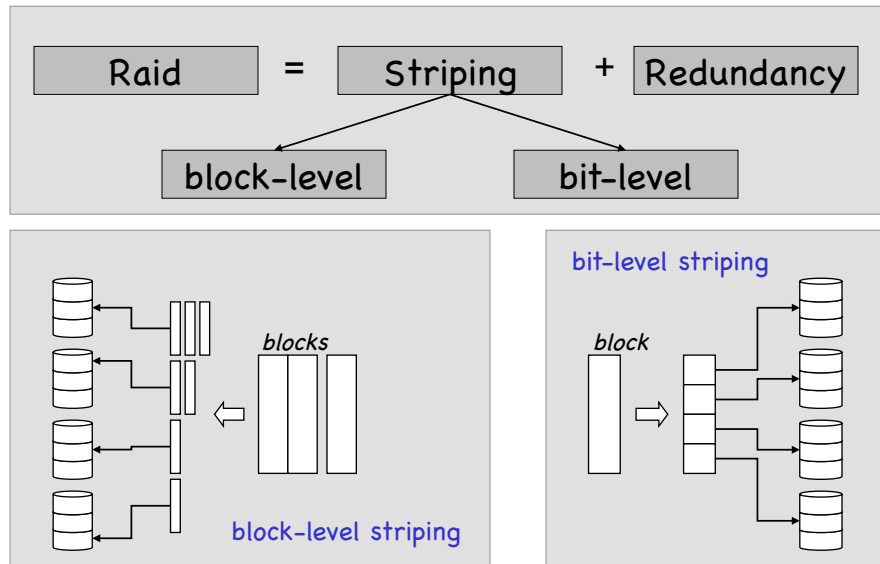 Raid = Striping + Redundancy
block-level bit-level
blocks
block-level striping
bit-level striping
block